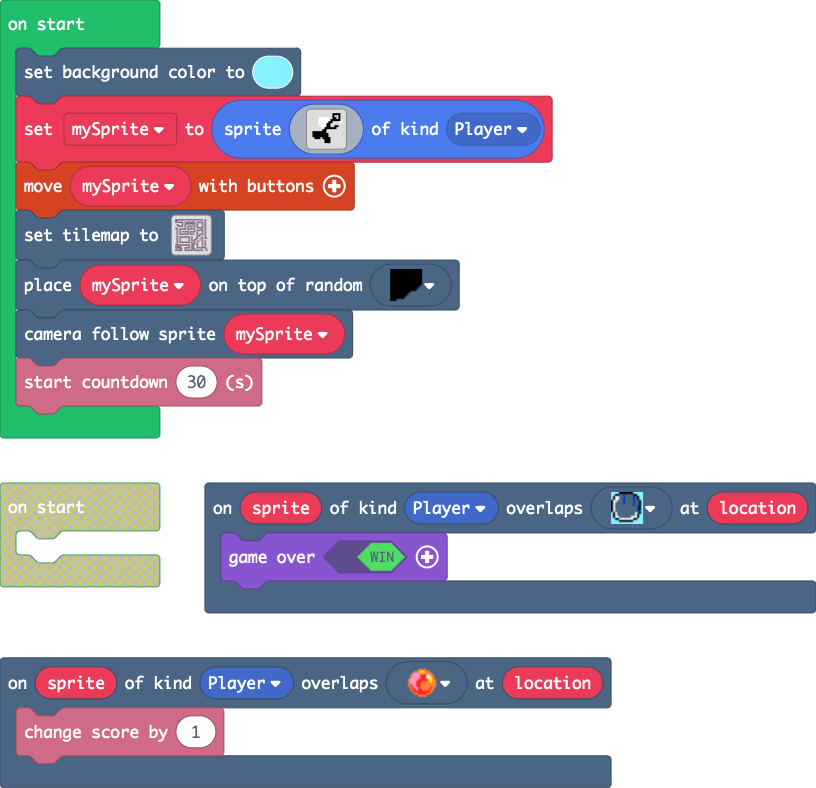 on start
set background color to
set mySprite to sprite of kind Player
move mySprite with buttons
set tilemap to
place mySprite on top of random
camera follow sprite mySprite
start countdown 30 (s)
on start
on sprite of kind Player overlaps at location
game over WIN
on sprite of kind Player overlaps at location
change score by 1